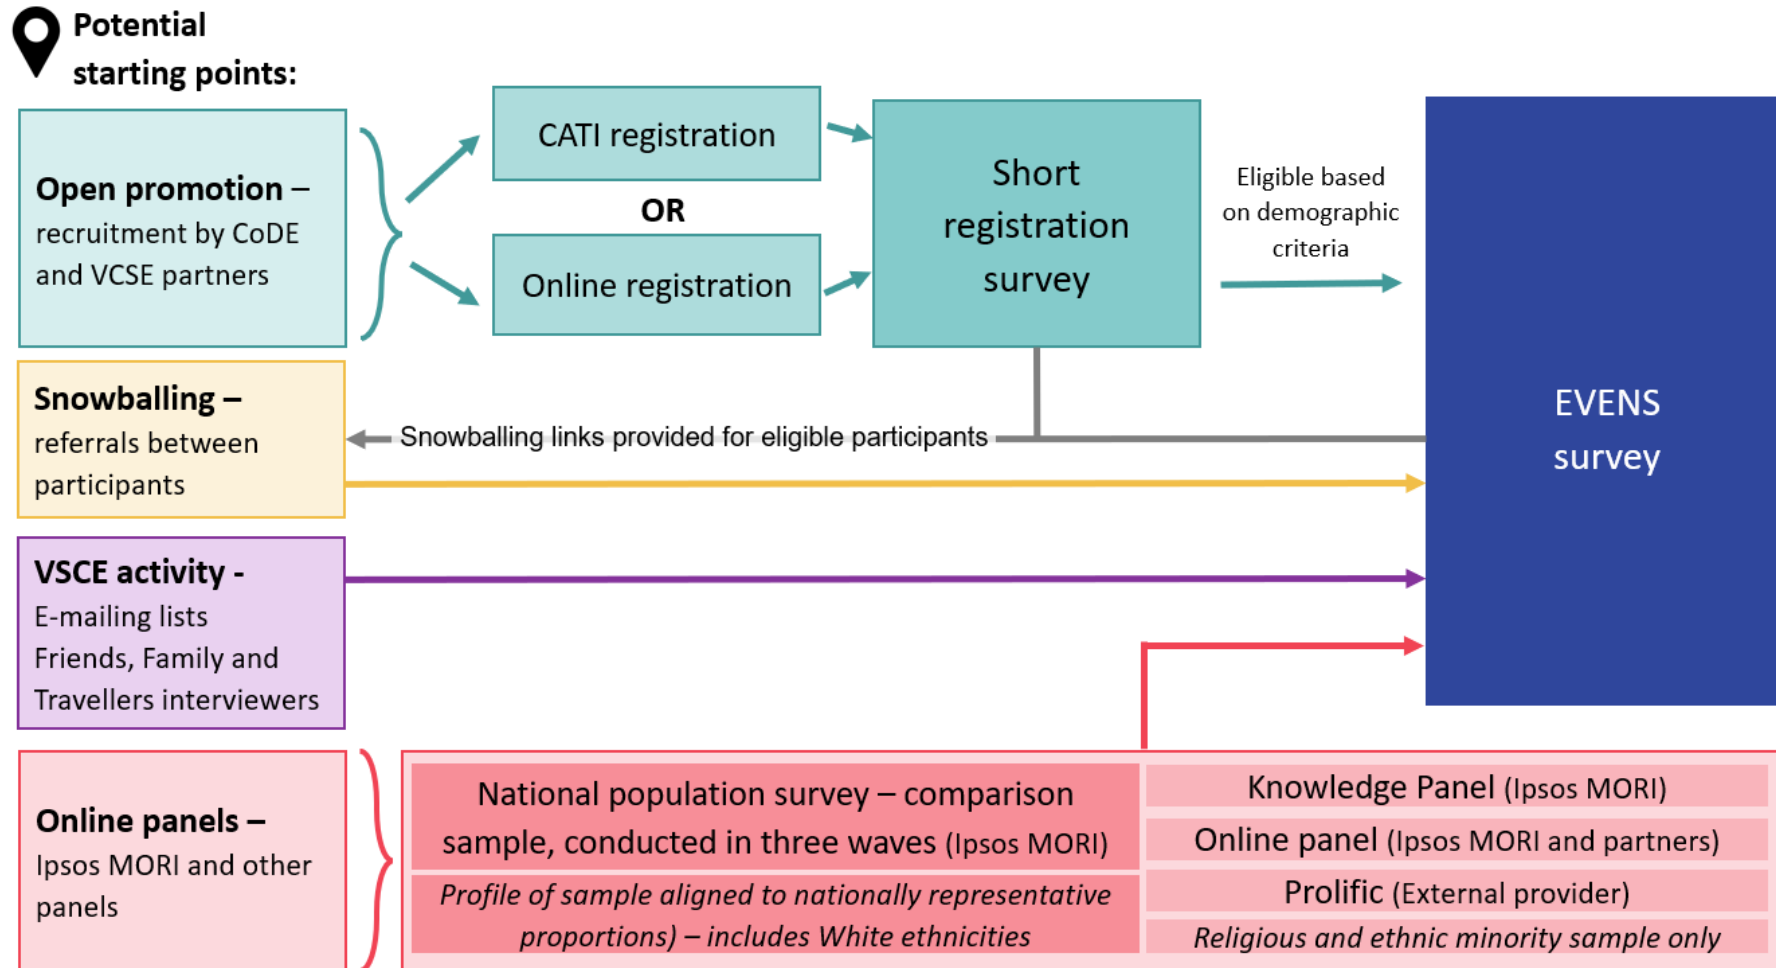 Potential
starting points:
Open promotion –
recruitment by CoDE
and VCSE partners
CATI registration
OR
Online registration
Short
registration
survey
Eligible based
on demographic
criteria
EVENS
survey
Snowballing –
referrals between
participants
Snowballing links provided for eligible participants
VSCE activity -
E-mailing lists
Friends, Family and
Travellers interviewers
Online panels –
Ipsos MORI and other
panels
National population survey – comparison
sample, conducted in three waves (Ipsos MORI)
Profile of sample aligned to nationally representative
proportions) – includes White ethnicities
Knowledge Panel (Ipsos MORI)
Online panel (Ipsos MORI and partners)
Prolific (External provider)
Religious and ethnic minority sample only